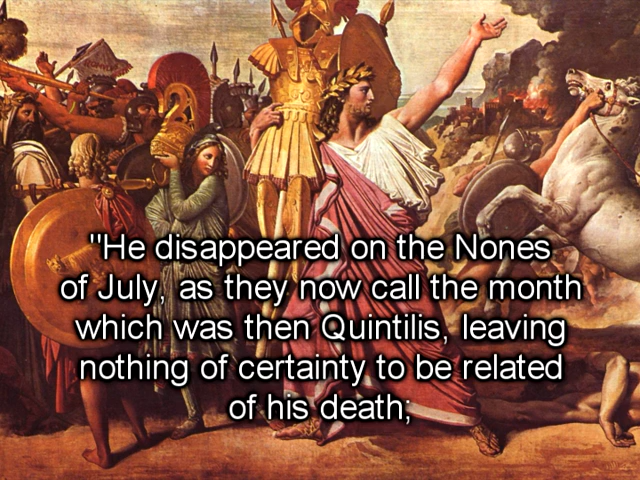 "He disappeared on the Nones
of July, as they now call the month
which was then Quintilis, leaving
nothing of certainty to be related
of his death;